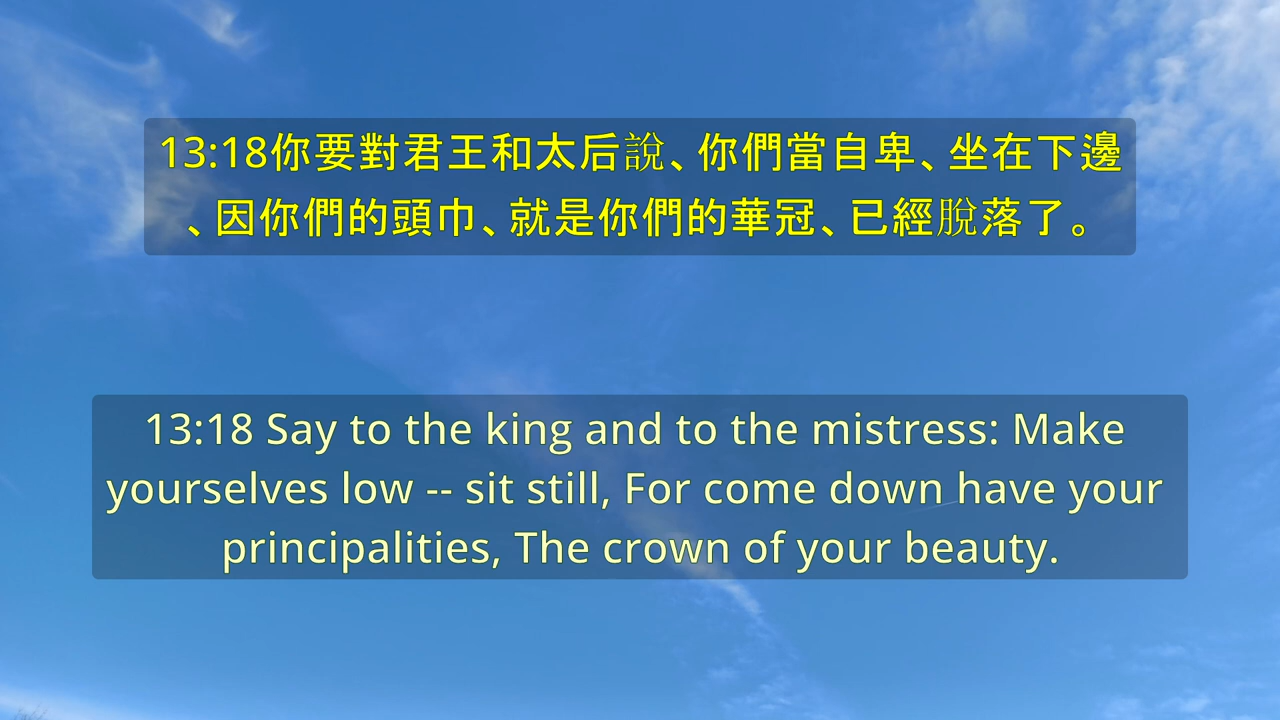 13:18你要對君王和太后說、你們當自卑、坐在下邊
、因你們的頭巾、就是你們的華冠、已經脫落了。
13:18 Say to the king and to the mistress: Make
yourselves low -- sit still, For come down have your
principalities, The crown of your beauty.